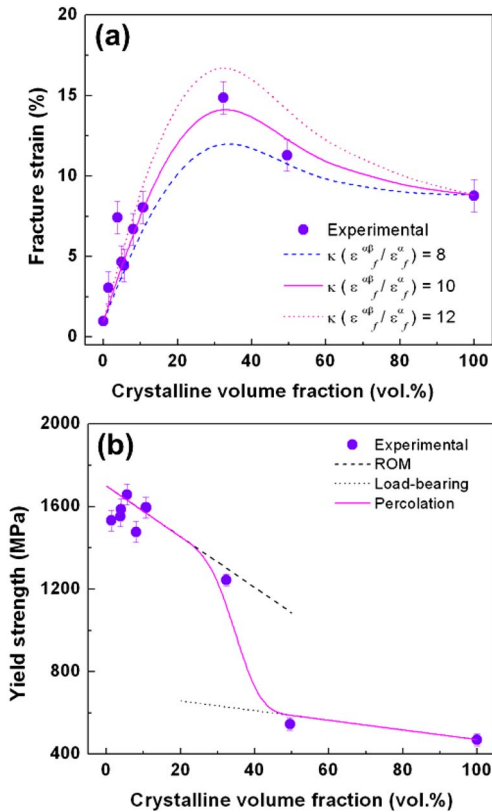 (a)
20
15
10
5
0
Fracture strain (%)
Experimental
κ (ε^αβ_f / ε^α_f) = 8
κ (ε^αβ_f / ε^α_f) = 10
κ (ε^αβ_f / ε^α_f) = 12
0 20 40 60 80 100
Crystalline volume fraction (vol.%)
(b)
2000
1600
1200
800
400
Yield strength (MPa)
Experimental
ROM
Load-bearing
Percolation
0 20 40 60 80 100
Crystalline volume fraction (vol.%)